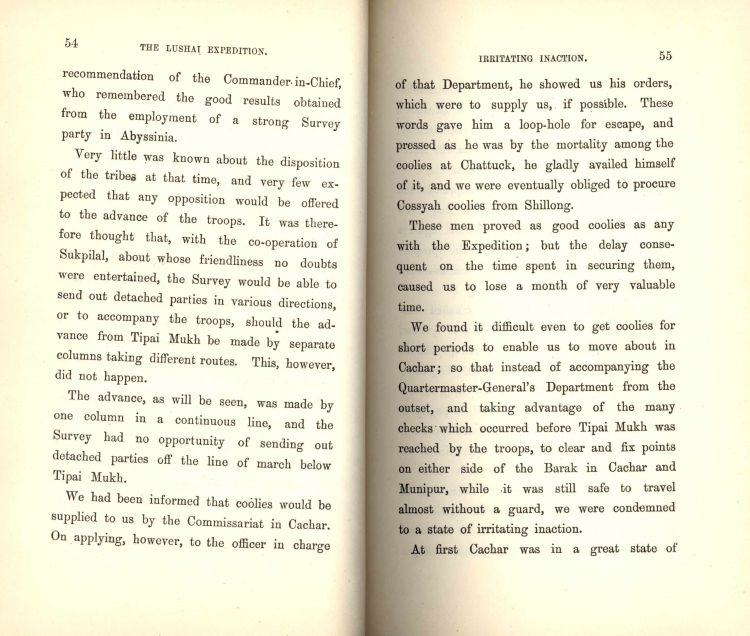 54
THE LUSHAI EXPEDITION.
recommendation of the Commander-in-Chief,
who remembered the good results obtained
from the employment of a strong Survey
party in Abyssinia.
Very little was known about the disposition
of the tribes at that time, and very few ex-
pected that any opposition would be offered
to the advance of the troops. It was there-
fore thought that, with the co-operation of
Sukpilal, about whose friendliness no doubts
were entertained, the Survey would be able to
send out detached parties in various directions,
or to accompany the troops, should the ad-
vance from Tipai Mukh be made by separate
columns taking different routes. This, however,
did not happen.
The advance, as will be seen, was made by
one column in a continuous line, and the
Survey had no opportunity of sending out
detached parties off the line of march below
Tipai Mukh.
We had been informed that coolies would be
supplied to us by the Commissariat in Cachar.
On applying, however, to the officer in charge
IRRITATING INACTION.
55
of that Department, he showed us his orders,
which were to supply us, if possible. These
words gave him a loop-hole for escape, and
pressed as he was by the mortality among the
coolies at Chattuck, he gladly availed himself
of it, and we were eventually obliged to procure
Cossyah coolies from Shillong.
These men proved as good coolies as any
with the Expedition; but the delay conse-
quent on the time spent in securing them,
caused us to lose a month of very valuable
time.
We found it difficult even to get coolies for
short periods to enable us to move about in
Cachar; so that instead of accompanying the
Quartermaster-General's Department from the
outset, and taking advantage of the many
checks which occurred before Tipai Mukh was
reached by the troops, to clear and fix points
on either side of the Barak in Cachar and
Munipur, while it was still safe to travel
almost without a guard, we were condemned
to a state of irritating inaction.
At first Cachar was in a great state of